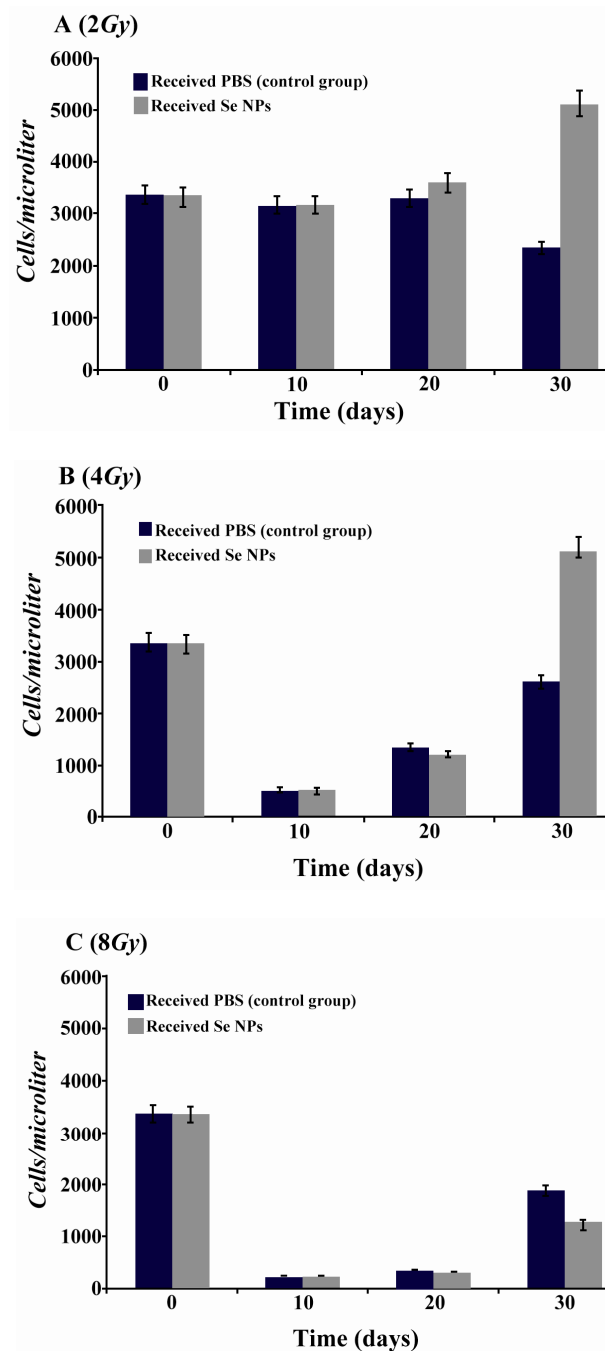 A (2Gy)
6000
5000
4000
3000
2000
1000
0
Cells/microliter
Received PBS (control group)
Received Se NPs
0 10 20 30
Time (days)
B (4Gy)
6000
5000
4000
3000
2000
1000
0
Cells/microliter
Received PBS (control group)
Received Se NPs
0 10 20 30
Time (days)
C (8Gy)
6000
5000
4000
3000
2000
1000
0
Cells/microliter
Received PBS (control group)
Received Se NPs
0 10 20 30
Time (days)